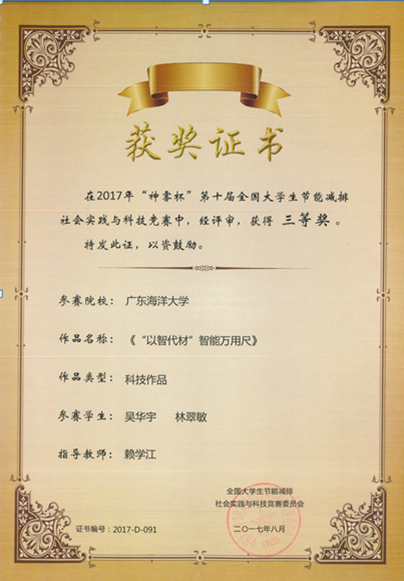 获奖证书
在2017年“神雾杯”第十届全国大学生节能减排
社会实践与科技竞赛中，经评审，获得 三等奖 。
特发此证，以资鼓励。
参赛院校： 广东海洋大学
作品名称： 《“以智代材”智能万用尺》
作品类型： 科技作品
参赛学生： 吴华宇 林翠敏
指导教师： 赖学江
全国大学生节能减排
社会实践与科技竞赛委员会
证书编号：2017-D-091
二〇一七年八月